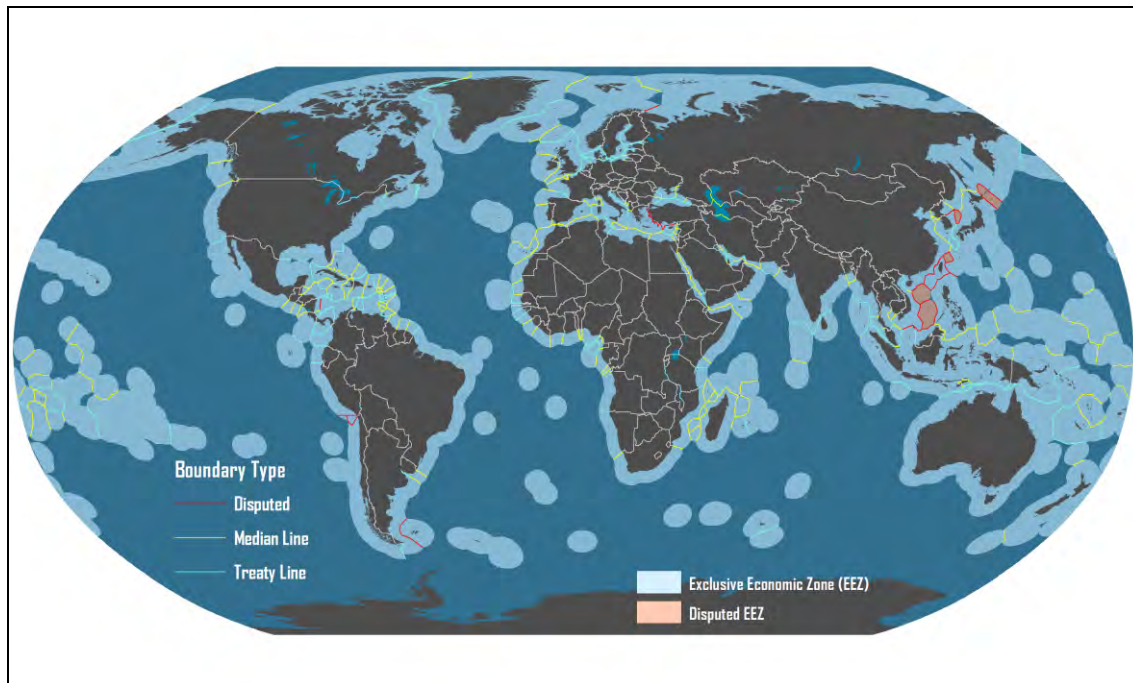 Boundary Type
Disputed
Median Line
Treaty Line
Exclusive Economic Zone (EEZ)
Disputed EEZ